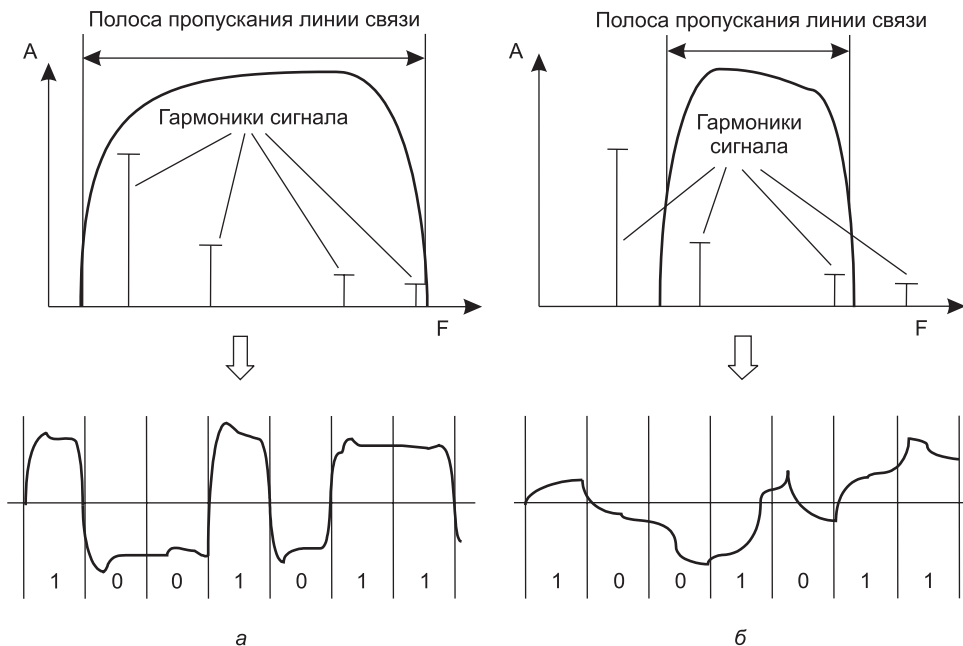 Полоса пропускания линии связи
A
Гармоники сигнала
F
1 0 0 1 0 1 1
а
Полоса пропускания линии связи
A
Гармоники
сигнала
F
1 0 0 1 0 1 1
б